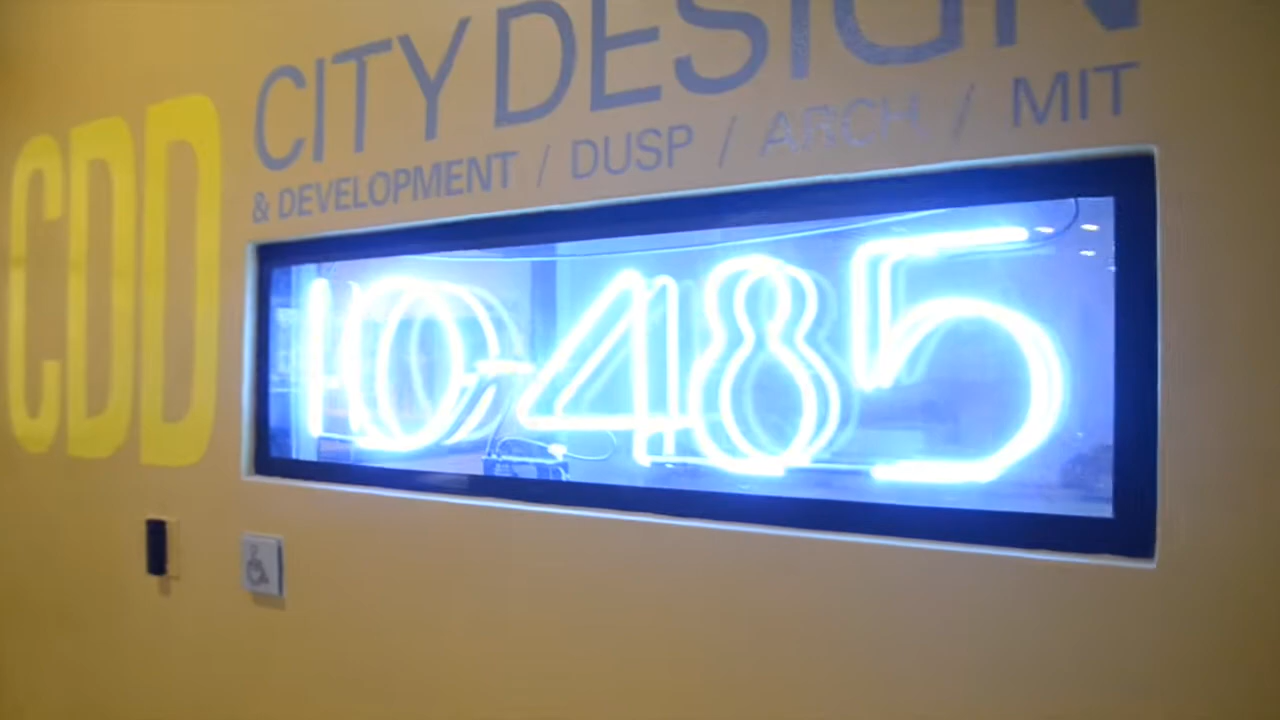 CDD
CITY DESIGN
& DEVELOPMENT / DUSP / ARCH / MIT
10-485